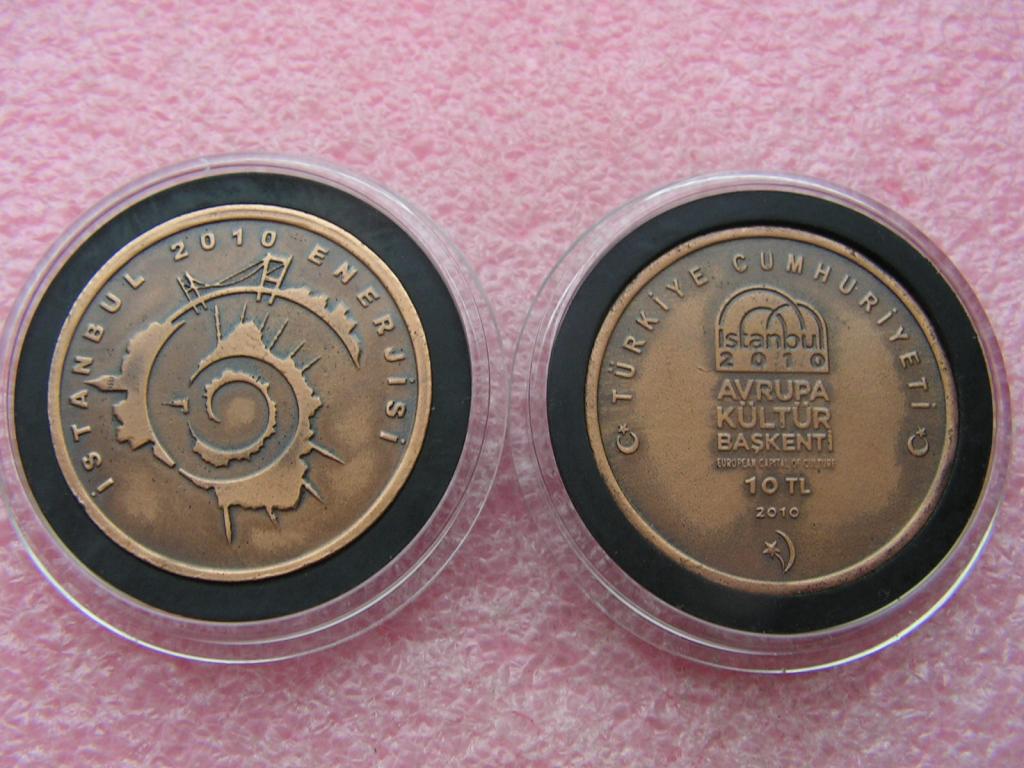 İSTANBUL 2010 ENERJİSİ
TÜRKİYE CUMHURİYETİ
istanbul
2010
AVRUPA
KÜLTÜR
BAŞKENTİ
EUROPEAN CAPITAL OF CULTURE
10 TL
2010